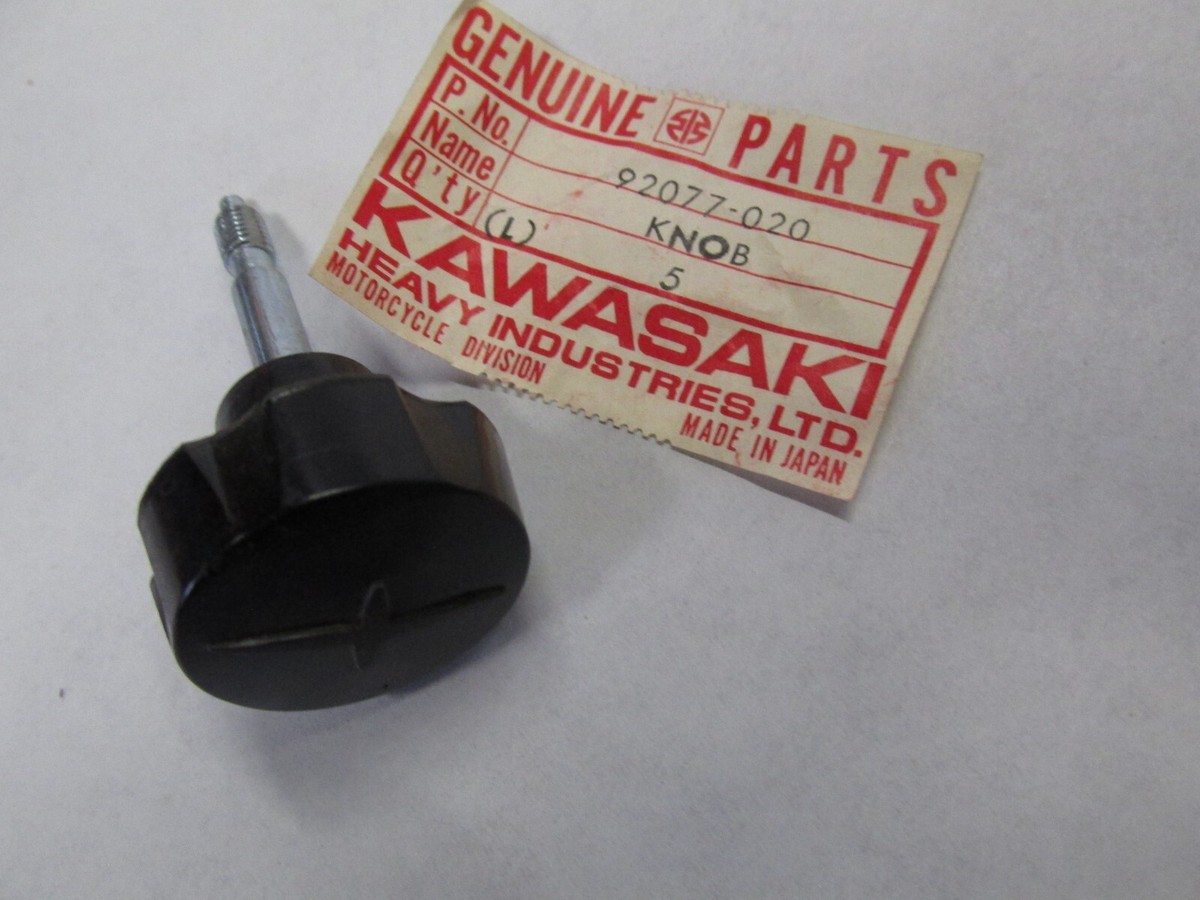 GENUINE PARTS
P. No. 92077-020
Name KNOB
Q'ty (L) 5
KAWASAKI
HEAVY INDUSTRIES, LTD.
MOTORCYCLE DIVISION
MADE IN JAPAN